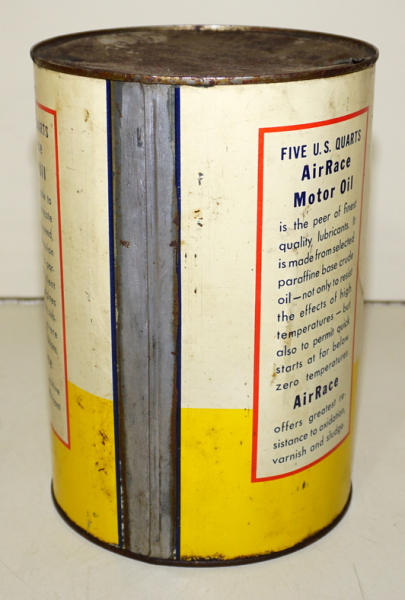 FIVE U.S. QUARTS
AirRace
Motor Oil
is the peer of finest
quality, lubricants. It
is made from selected
paraffine base crude
oil—not only to resist
the effects of high
temperatures—but
also to permit quick
starts at far below
zero temperatures
AirRace
offers greatest re-
sistance to oxidation,
varnish and sludge.